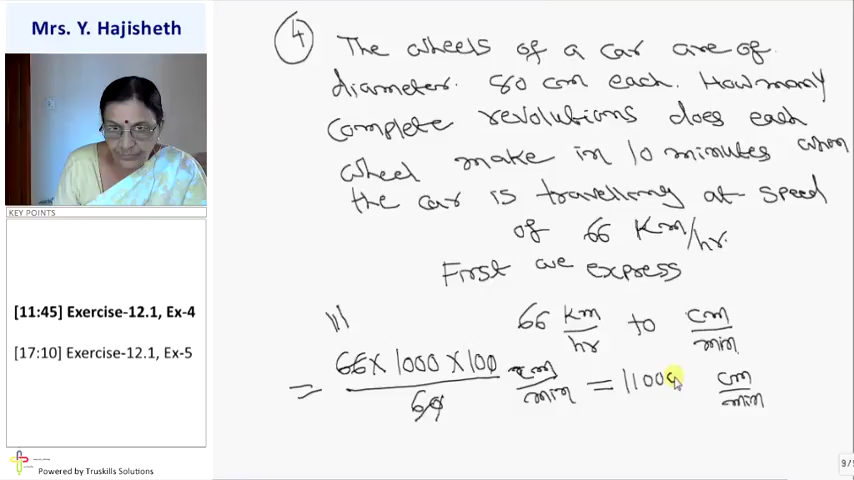 Mrs. Y. Hajisheth
KEY POINTS
[11:45] Exercise-12.1, Ex-4
[17:10] Exercise-12.1, Ex-5
Powered by Truskills Solutions
4
The wheels of a car are of
diameter. 80 cm each. How many
complete revolutions does each
wheel make in 10 minutes when
the car is travelling at speed
of 66 Km/hr.
First we express
66 km/hr to cm/min
= 66 x 1000 x 100 / 60 cm/min = 11000 cm/min
9/